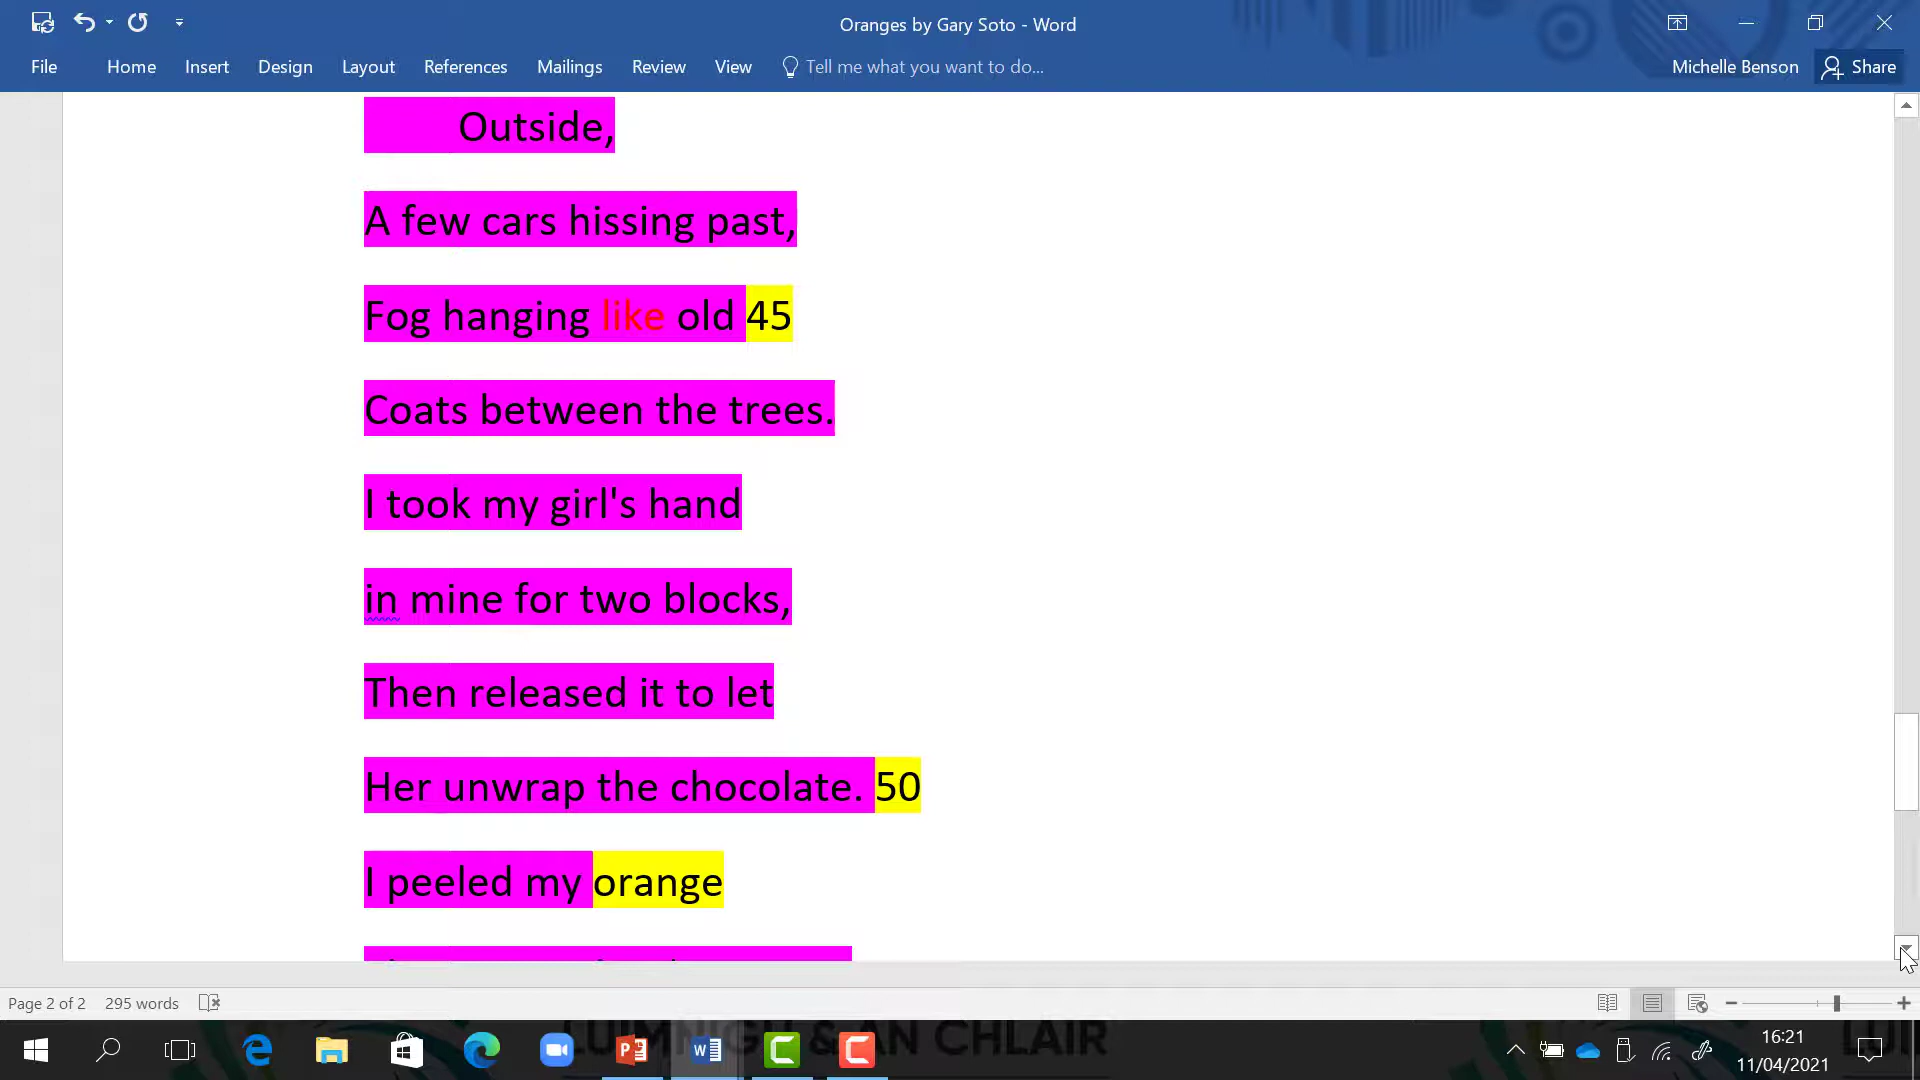 Oranges by Gary Soto - Word
File Home Insert Design Layout References Mailings Review View Tell me what you want to do... Michelle Benson Share
Outside,
A few cars hissing past,
Fog hanging like old 45
Coats between the trees.
I took my girl's hand
in mine for two blocks,
Then released it to let
Her unwrap the chocolate. 50
I peeled my orange
Page 2 of 2 295 words
& AN CHLAIR
16:21
11/04/2021